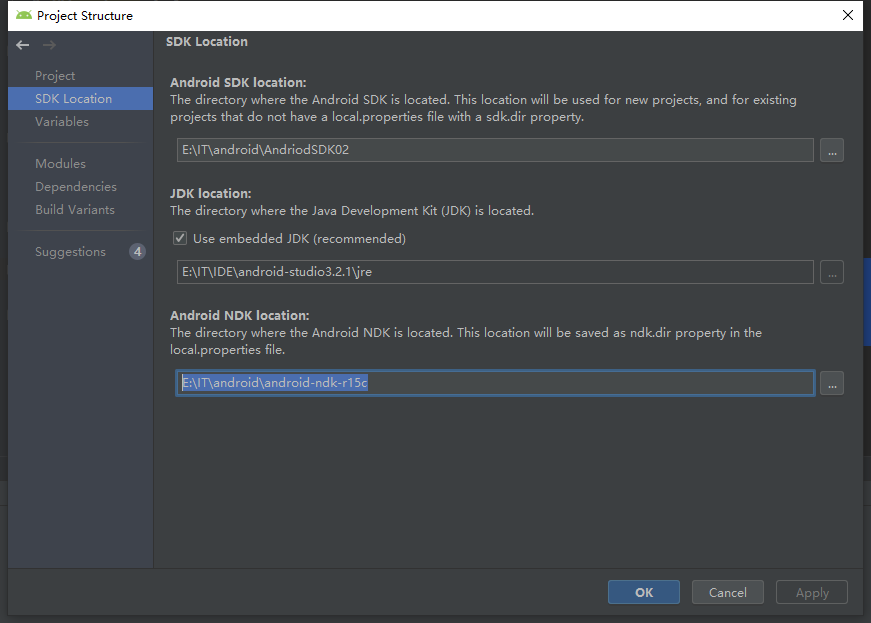 Project Structure
SDK Location
Project
SDK Location
Variables
Modules
Dependencies
Build Variants
Suggestions 4
Android SDK location:
The directory where the Android SDK is located. This location will be used for new projects, and for existing
projects that do not have a local.properties file with a sdk.dir property.
E:\IT\android\AndriodSDK02
...
JDK location:
The directory where the Java Development Kit (JDK) is located.
Use embedded JDK (recommended)
E:\IT\IDE\android-studio3.2.1\jre
...
Android NDK location:
The directory where the Android NDK is located. This location will be saved as ndk.dir property in the
local.properties file.
E:\IT\android\android-ndk-r15c
...
OK
Cancel
Apply